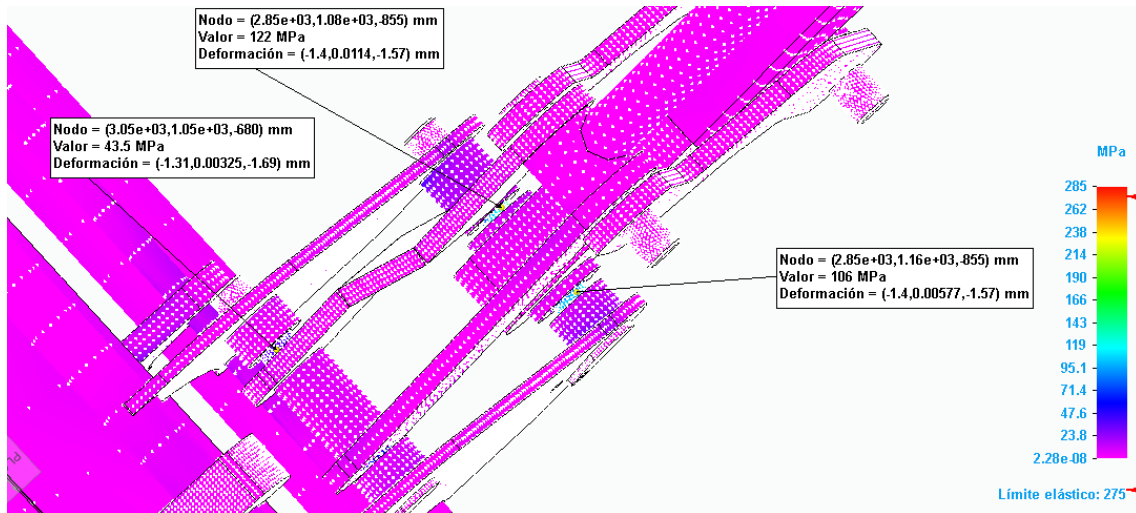 Nodo = (2.85e+03,1.08e+03,-855) mm
Valor = 122 MPa
Deformación = (-1.4,0.0114,-1.57) mm
Nodo = (3.05e+03,1.05e+03,-680) mm
Valor = 43.5 MPa
Deformación = (-1.31,0.00325,-1.69) mm
Nodo = (2.85e+03,1.16e+03,-855) mm
Valor = 106 MPa
Deformación = (-1.4,0.00577,-1.57) mm
MPa
285
262
238
214
190
166
143
119
95.1
71.4
47.6
23.8
2.28e-08
Límite elástico: 275